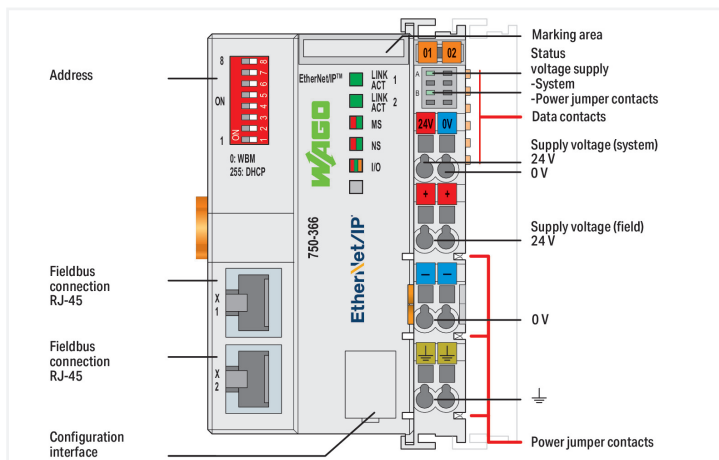 Address
8
ON
1
ON
1 2 3 4 5 6 7 8
0: WBM
255: DHCP
EtherNet/IP™
LINK
ACT 1
LINK
ACT 2
MS
NS
I/O
WAGO
750-366
EtherNet/IP®
X
1
X
2
Fieldbus
connection
RJ-45
Fieldbus
connection
RJ-45
Configuration
interface
01 02
A
B
24V 0V
+ +
− −
Marking area
Status
voltage supply
-System
-Power jumper contacts
Data contacts
Supply voltage (system)
24 V
0 V
Supply voltage (field)
24 V
0 V
Power jumper contacts